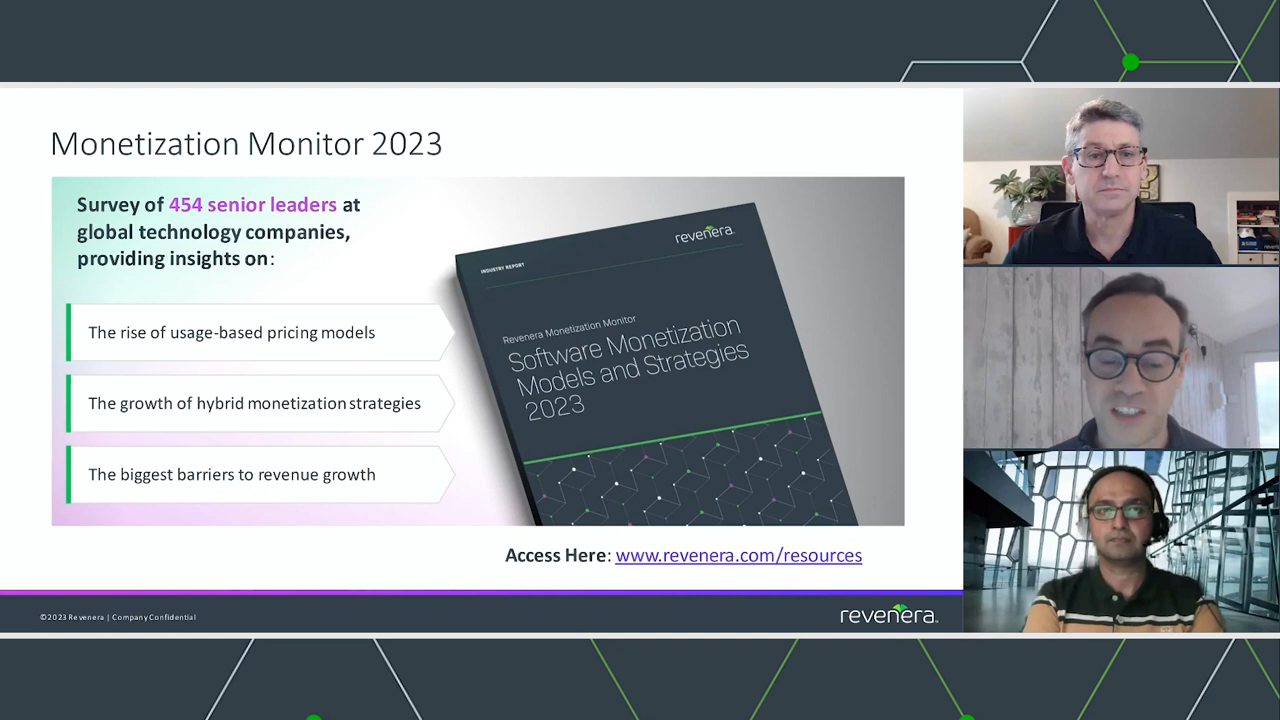 Monetization Monitor 2023
Survey of 454 senior leaders at
global technology companies,
providing insights on:
The rise of usage-based pricing models
The growth of hybrid monetization strategies
The biggest barriers to revenue growth
revenera.
INDUSTRY REPORT
Revenera Monetization Monitor
Software Monetization
Models and Strategies
2023
Access Here: www.revenera.com/resources
©2023 Revenera | Company Confidential
revenera.